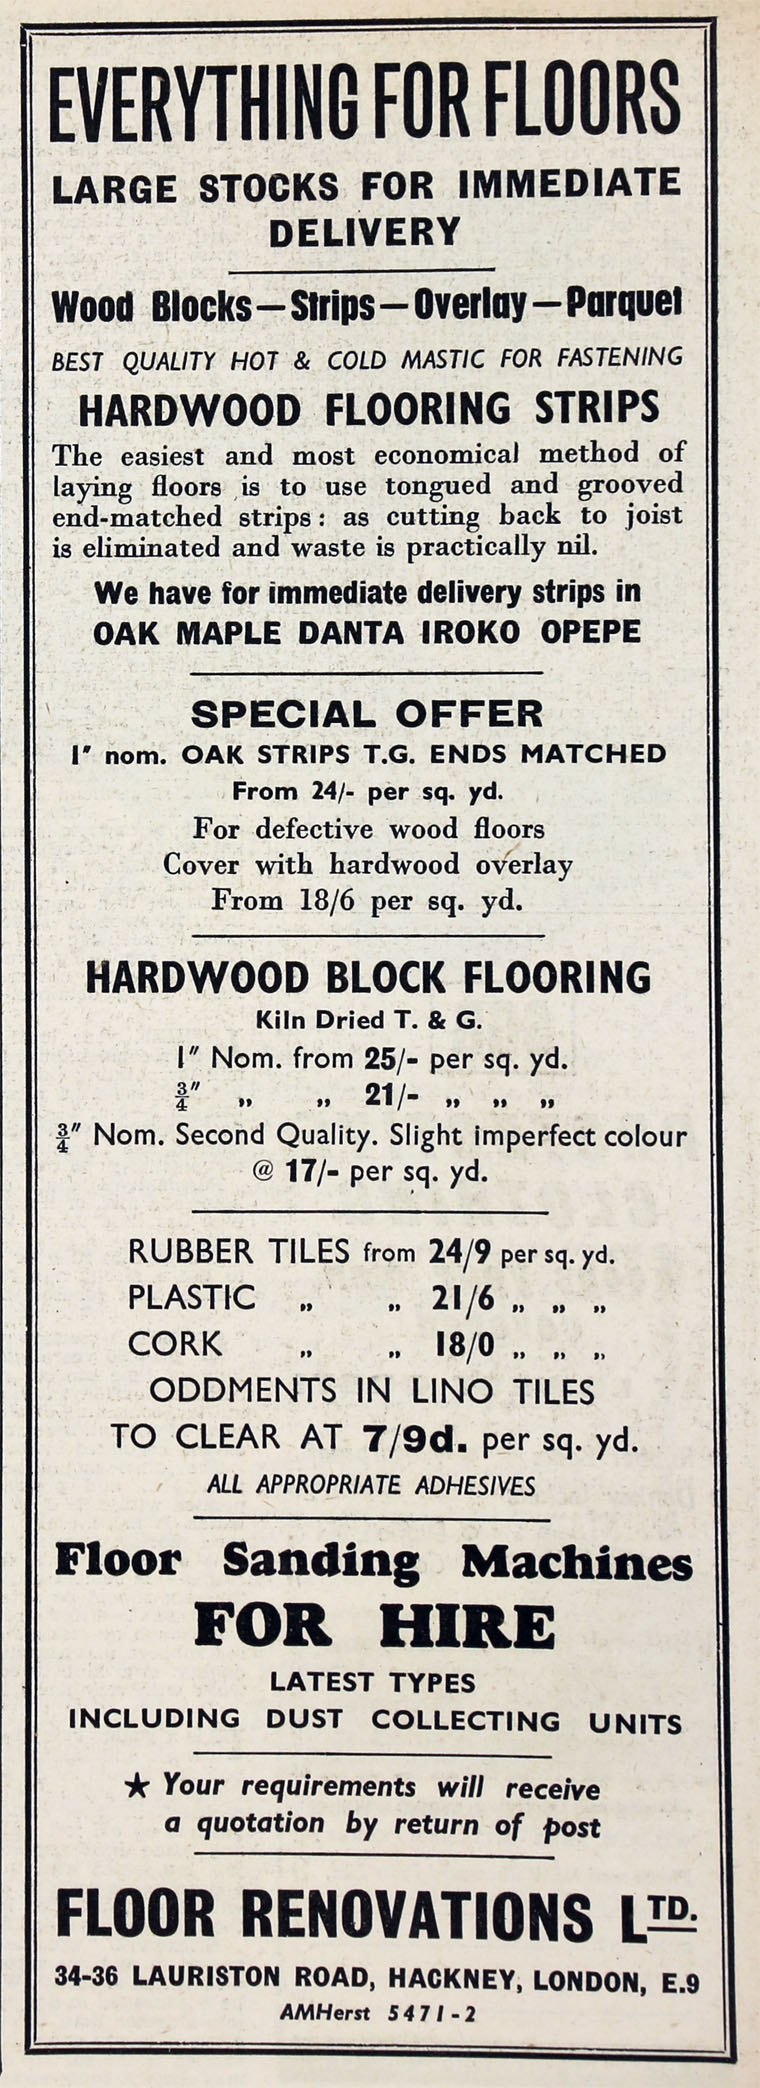 EVERYTHING FOR FLOORS
LARGE STOCKS FOR IMMEDIATE
DELIVERY
Wood Blocks—Strips—Overlay—Parquet
BEST QUALITY HOT & COLD MASTIC FOR FASTENING
HARDWOOD FLOORING STRIPS
The easiest and most economical method of
laying floors is to use tongued and grooved
end-matched strips: as cutting back to joist
is eliminated and waste is practically nil.
We have for immediate delivery strips in
OAK MAPLE DANTA IROKO OPEPE
SPECIAL OFFER
1″ nom. OAK STRIPS T.G. ENDS MATCHED
From 24/- per sq. yd.
For defective wood floors
Cover with hardwood overlay
From 18/6 per sq. yd.
HARDWOOD BLOCK FLOORING
Kiln Dried T. & G.
1″ Nom. from 25/- per sq. yd.
¾″ „ „ 21/- „ „ „
¾″ Nom. Second Quality. Slight imperfect colour
@ 17/- per sq. yd.
RUBBER TILES from 24/9 per sq. yd.
PLASTIC „ „ 21/6 „ „ „
CORK „ „ 18/0 „ „ „
ODDMENTS IN LINO TILES
TO CLEAR AT 7/9d. per sq. yd.
ALL APPROPRIATE ADHESIVES
Floor Sanding Machines
FOR HIRE
LATEST TYPES
INCLUDING DUST COLLECTING UNITS
★ Your requirements will receive
a quotation by return of post
FLOOR RENOVATIONS LTD.
34-36 LAURISTON ROAD, HACKNEY, LONDON, E.9
AMHerst 5471-2